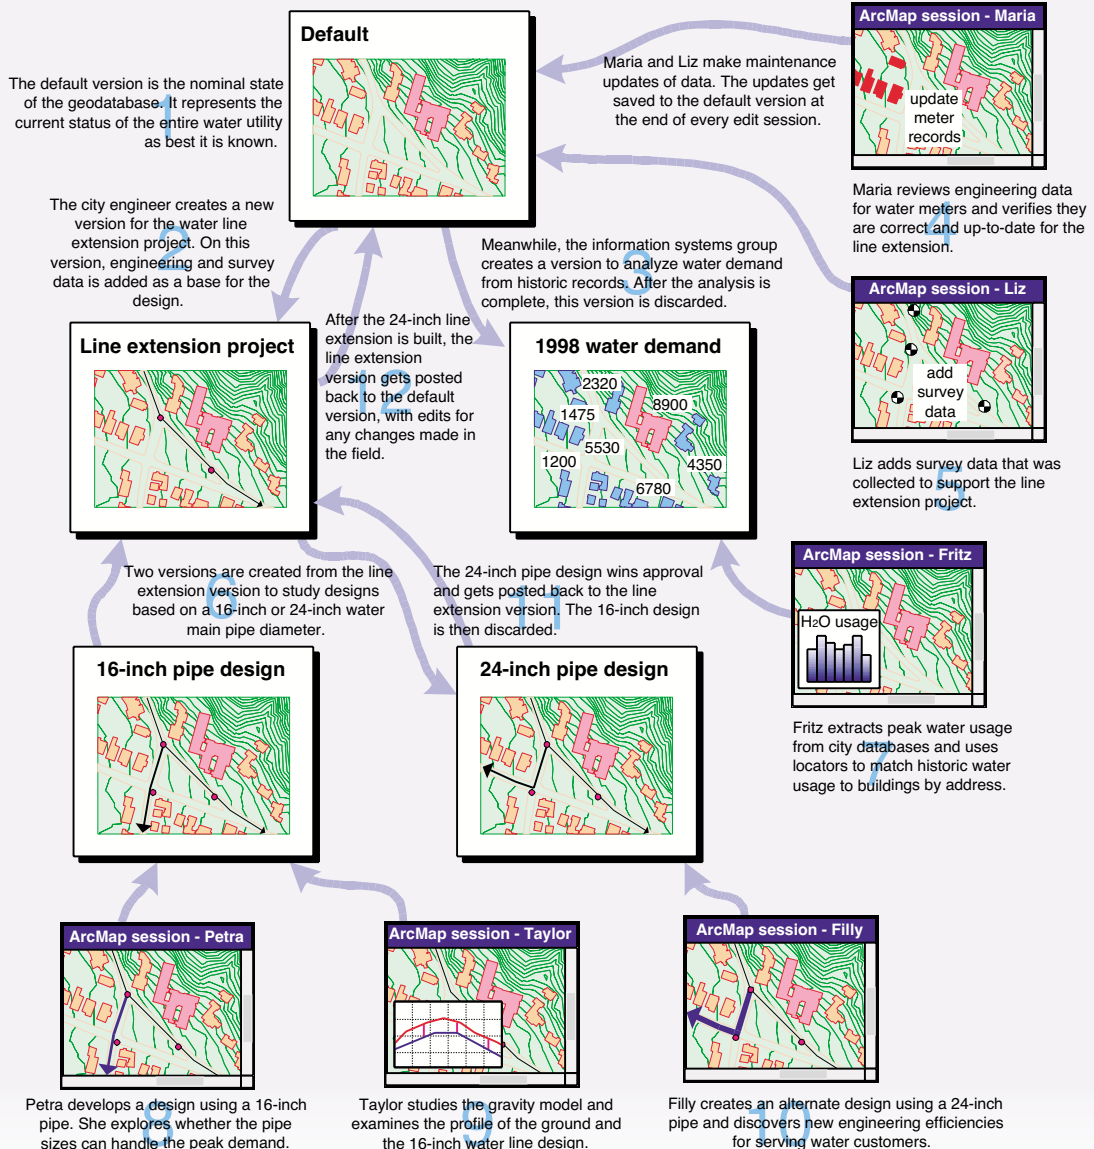 Default
The default version is the nominal state
of the geodatabase. It represents the
current status of the entire water utility
as best it is known.
1
Maria and Liz make maintenance
updates of data. The updates get
saved to the default version at
the end of every edit session.
ArcMap session - Maria
update
meter
records
Maria reviews engineering data
for water meters and verifies they
are correct and up-to-date for the
line extension.
4
The city engineer creates a new
version for the water line
extension project. On this
version, engineering and survey
data is added as a base for the
design.
2
Meanwhile, the information systems group
creates a version to analyze water demand
from historic records. After the analysis is
complete, this version is discarded.
3
ArcMap session - Liz
add
survey
data
Liz adds survey data that was
collected to support the line
extension project.
5
Line extension project
After the 24-inch line
extension is built, the
line extension
version gets posted
back to the default
version, with edits for
any changes made in
the field.
12
1998 water demand
2320
1475
8900
5530
1200
4350
6780
Two versions are created from the line
extension version to study designs
based on a 16-inch or 24-inch water
main pipe diameter.
6
The 24-inch pipe design wins approval
and gets posted back to the line
extension version. The 16-inch design
is then discarded.
11
ArcMap session - Fritz
H2O usage
Fritz extracts peak water usage
from city databases and uses
locators to match historic water
usage to buildings by address.
7
16-inch pipe design
24-inch pipe design
ArcMap session - Petra
Petra develops a design using a 16-inch
pipe. She explores whether the pipe
sizes can handle the peak demand.
8
ArcMap session - Taylor
Taylor studies the gravity model and
examines the profile of the ground and
the 16-inch water line design.
9
ArcMap session - Filly
Filly creates an alternate design using a 24-inch
pipe and discovers new engineering efficiencies
for serving water customers.
10